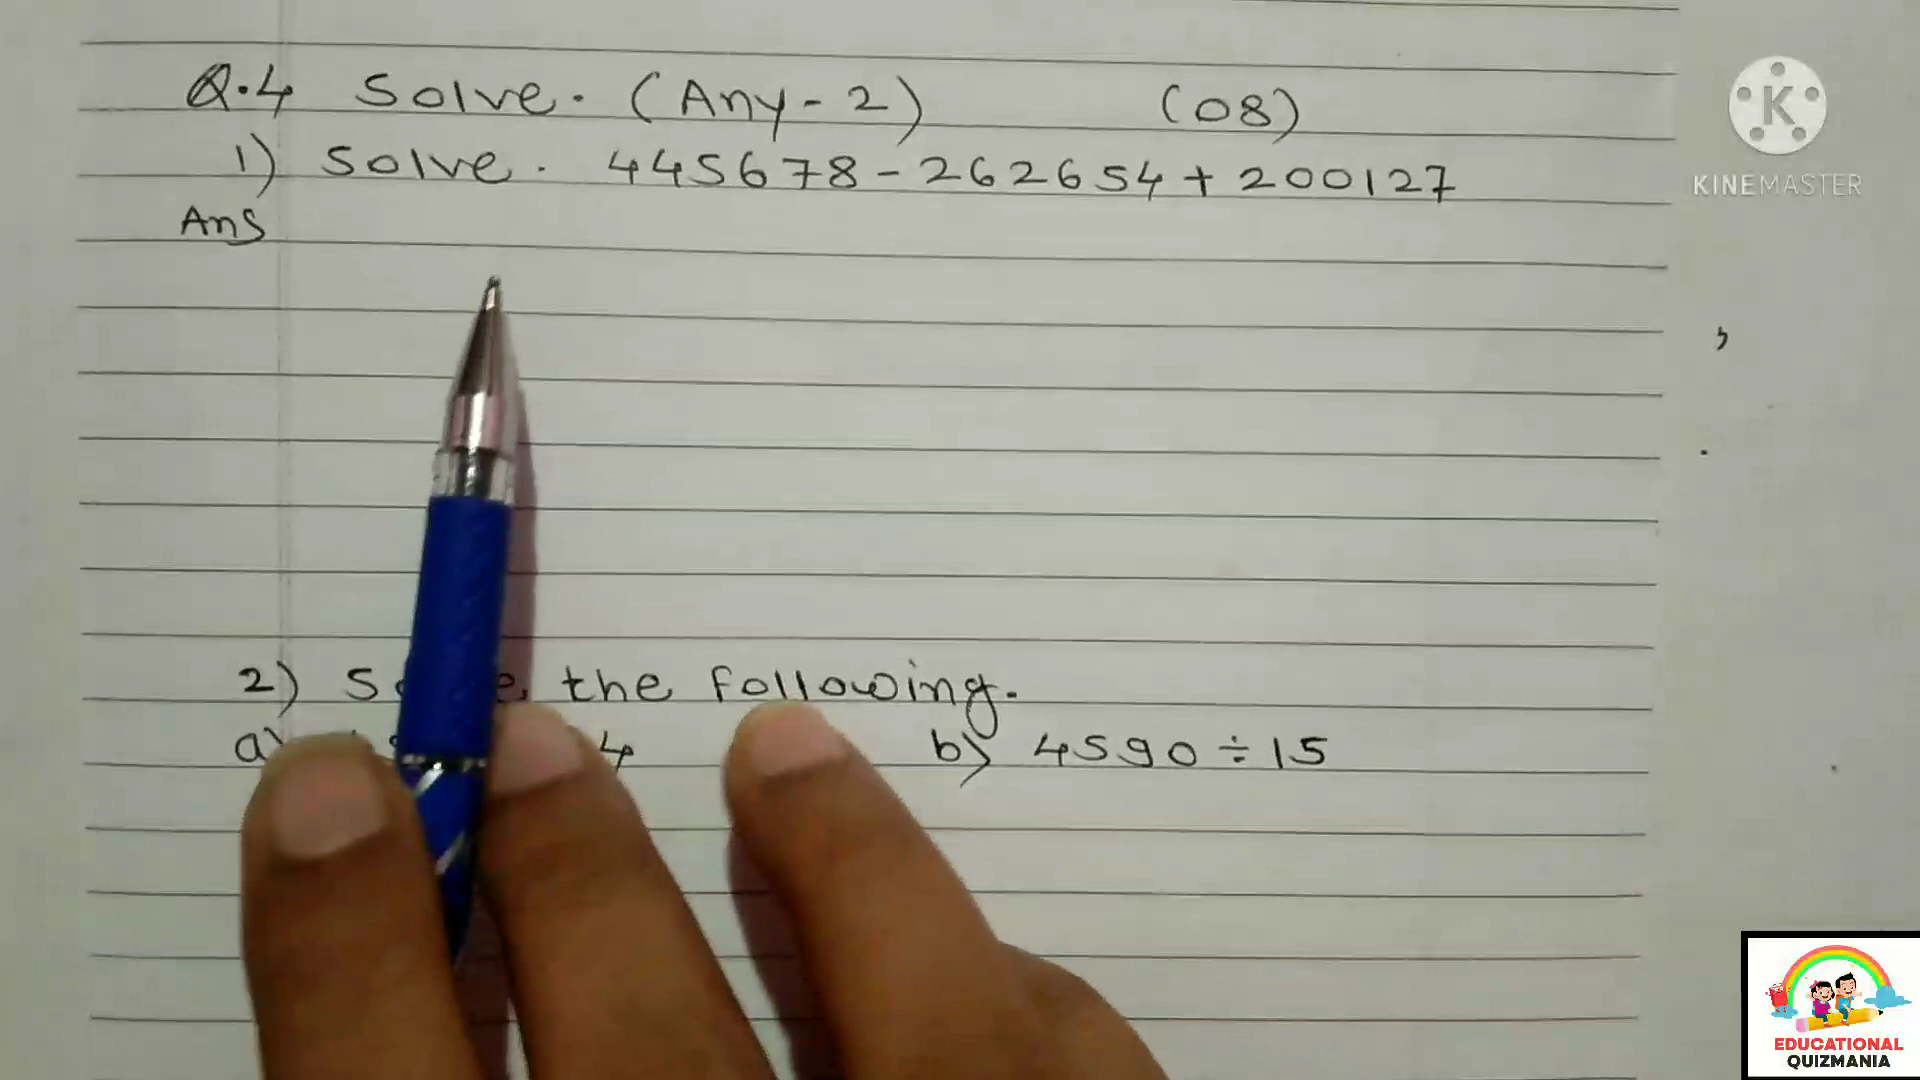 Q.4 Solve. (Any-2) (08)
1) Solve. 445678-262654+200127
Ans
2) the following.
a) 4 b) 4590÷15
KINEMASTER
EDUCATIONAL
QUIZMANIA